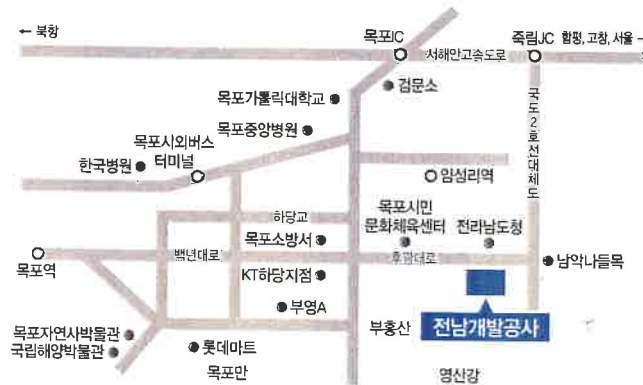 ← 북항
목포IC
서해안고속도로
죽림JC
함평, 고창, 서울 →
검문소
목포가톨릭대학교
국도2호선대체도
목포중앙병원
목포시외버스
터미널
한국병원
임성리역
하당교
목포시민
문화체육센터
전라남도청
목포소방서
백년대로
후광대로
목포역
KT하당지점
남악나들목
부영A
부흥산
전남개발공사
목포자연사박물관
국립해양박물관
롯데마트
목포만
영산강